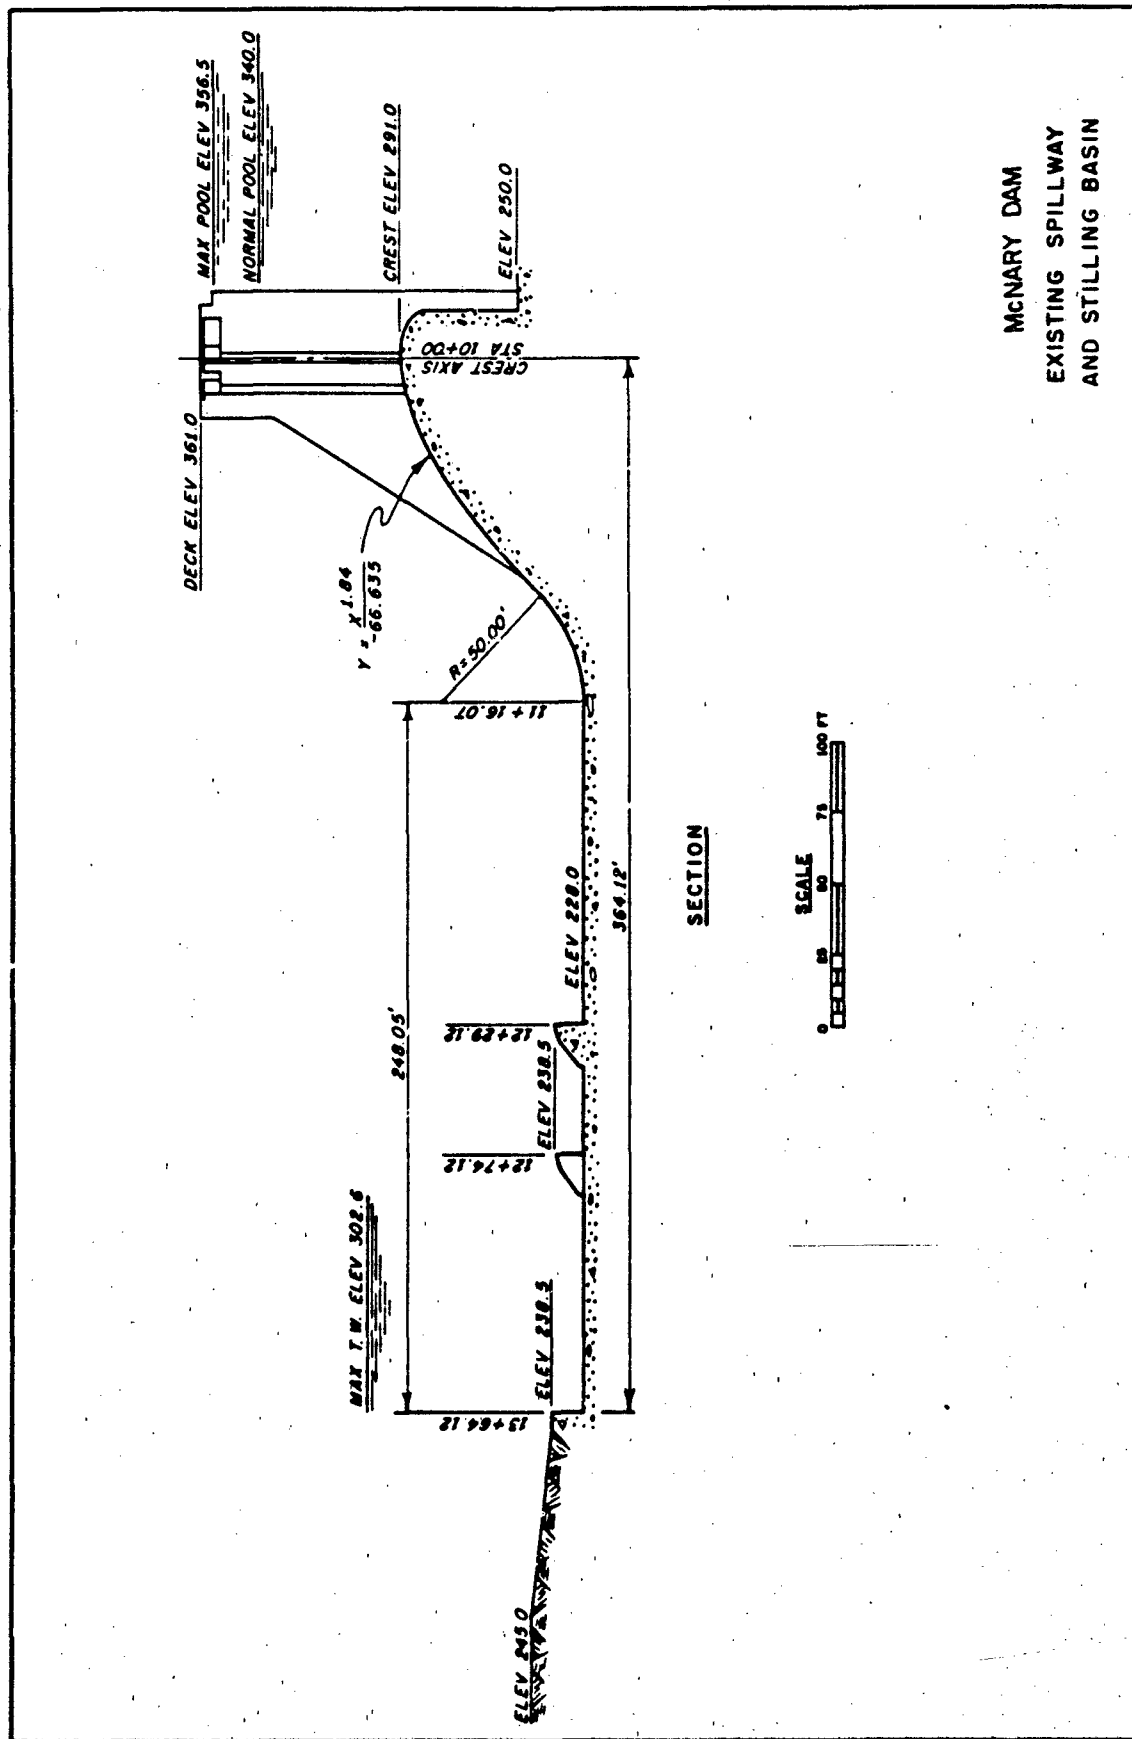 MAX POOL ELEV 356.5
NORMAL POOL ELEV 340.0
DECK ELEV 361.0
CREST ELEV 291.0
ELEV 250.0
CREST AXIS
STA 10+00
Y = X^1.84 / -66.635
R=50.00'
11+16.07
248.05'
MAX T.W. ELEV 302.6
12+29.12
12+74.12
13+64.12
ELEV 228.0
ELEV 238.5
ELEV 238.5
ELEV 245.0
364.12'
SECTION
SCALE
0 25 50 75 100 FT
McNARY DAM
EXISTING SPILLWAY
AND STILLING BASIN